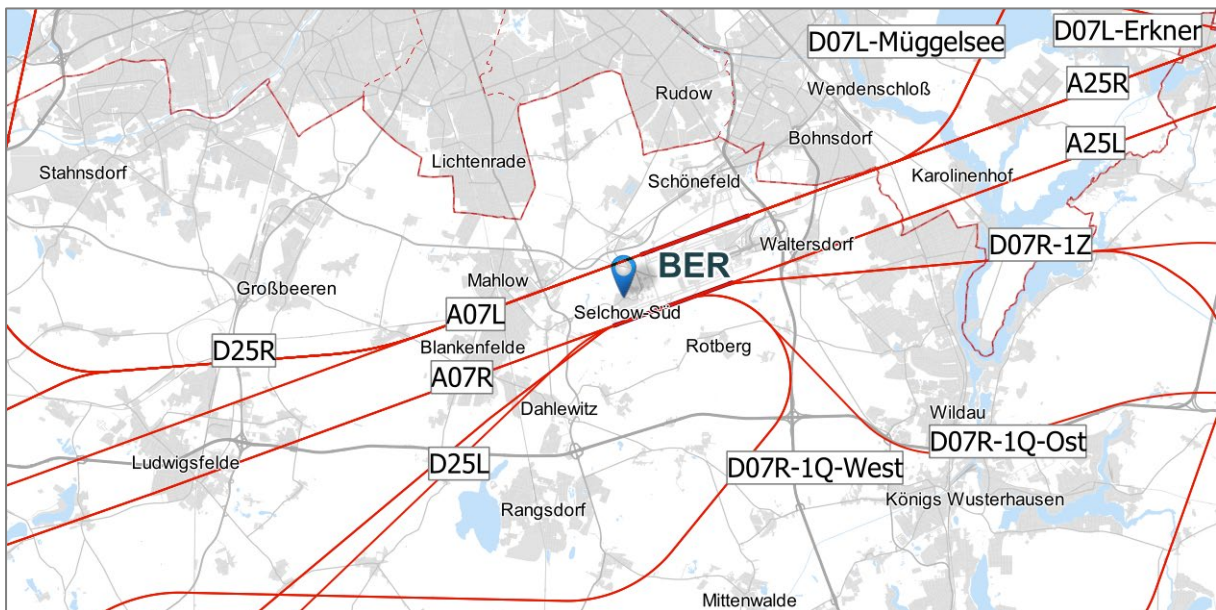 D07L-Müggelsee
D07L-Erkner
A25R
Wendenschloß
Rudow
Bohnsdorf
A25L
Lichtenrade
Stahnsdorf
Karolinenhof
Schönefeld
Waltersdorf
D07R-1Z
BER
Mahlow
Großbeeren
Selchow-Süd
A07L
D25R
Blankenfelde
Rotberg
A07R
Dahlewitz
Wildau
D07R-1Q-Ost
Ludwigsfelde
D25L
D07R-1Q-West
Königs Wusterhausen
Rangsdorf
Mittenwalde